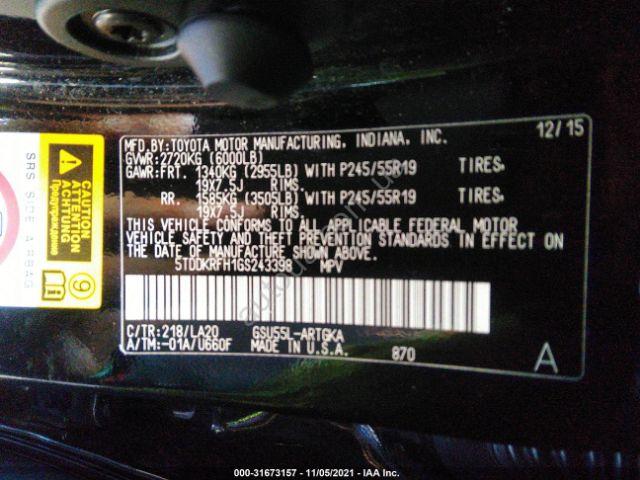 MFD.BY:TOYOTA MOTOR MANUFACTURING, INDIANA, INC. 12/15
GVWR:2720KG (6000LB)
GAWR:FRT. 1340KG (2955LB) WITH P245/55R19 TIRES,
19X7.5J RIMS.
RR. 1585KG (3505LB) WITH P245/55R19 TIRES,
19X7.5J RIMS.
THIS VEHICLE CONFORMS TO ALL APPLICABLE FEDERAL MOTOR
VEHICLE SAFETY AND THEFT PREVENTION STANDARDS IN EFFECT ON
THE DATE OF MANUFACTURE SHOWN ABOVE.
5TDDKRFH1GS243398 MPV
C/TR:218/LA20 GSU55L-ARTGKA
A/TM:-01A/U660F MADE IN U.S.A. 870
A
SRS SIDE A RB4G
CAUTION
ATTENTION
ACHTUNG
9
000-31673157 - 11/05/2021 - IAA Inc.